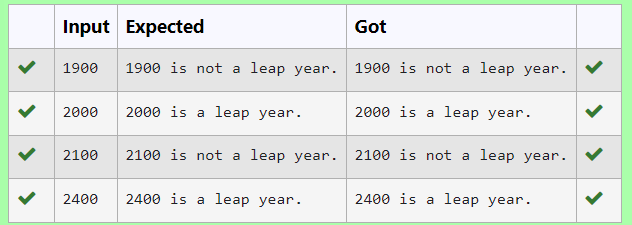 Input Expected Got
1900 1900 is not a leap year. 1900 is not a leap year.
2000 2000 is a leap year. 2000 is a leap year.
2100 2100 is not a leap year. 2100 is not a leap year.
2400 2400 is a leap year. 2400 is a leap year.